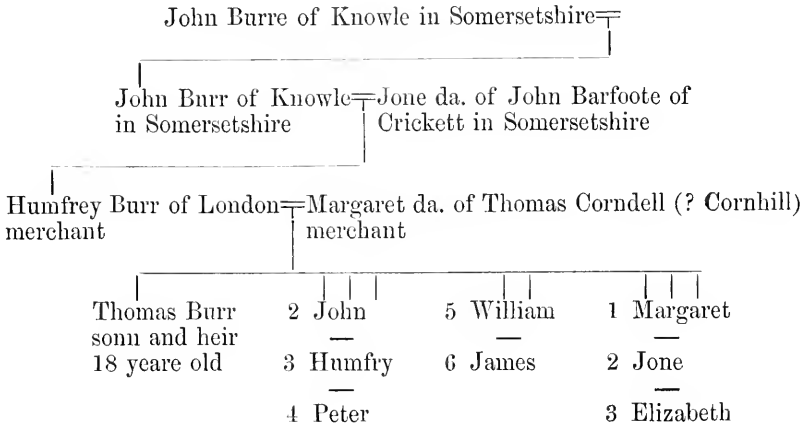 John Burre of Knowle in Somersetshire
John Burr of Knowle=Jone da. of John Barfoote of
in Somersetshire Crickett in Somersetshire
Humfrey Burr of London=Margaret da. of Thomas Corndell (? Cornhill)
merchant merchant
Thomas Burr 2 John 5 William 1 Margaret
sonn and heir
18 yeare old 3 Humfry 6 James 2 Jone
4 Peter 3 Elizabeth